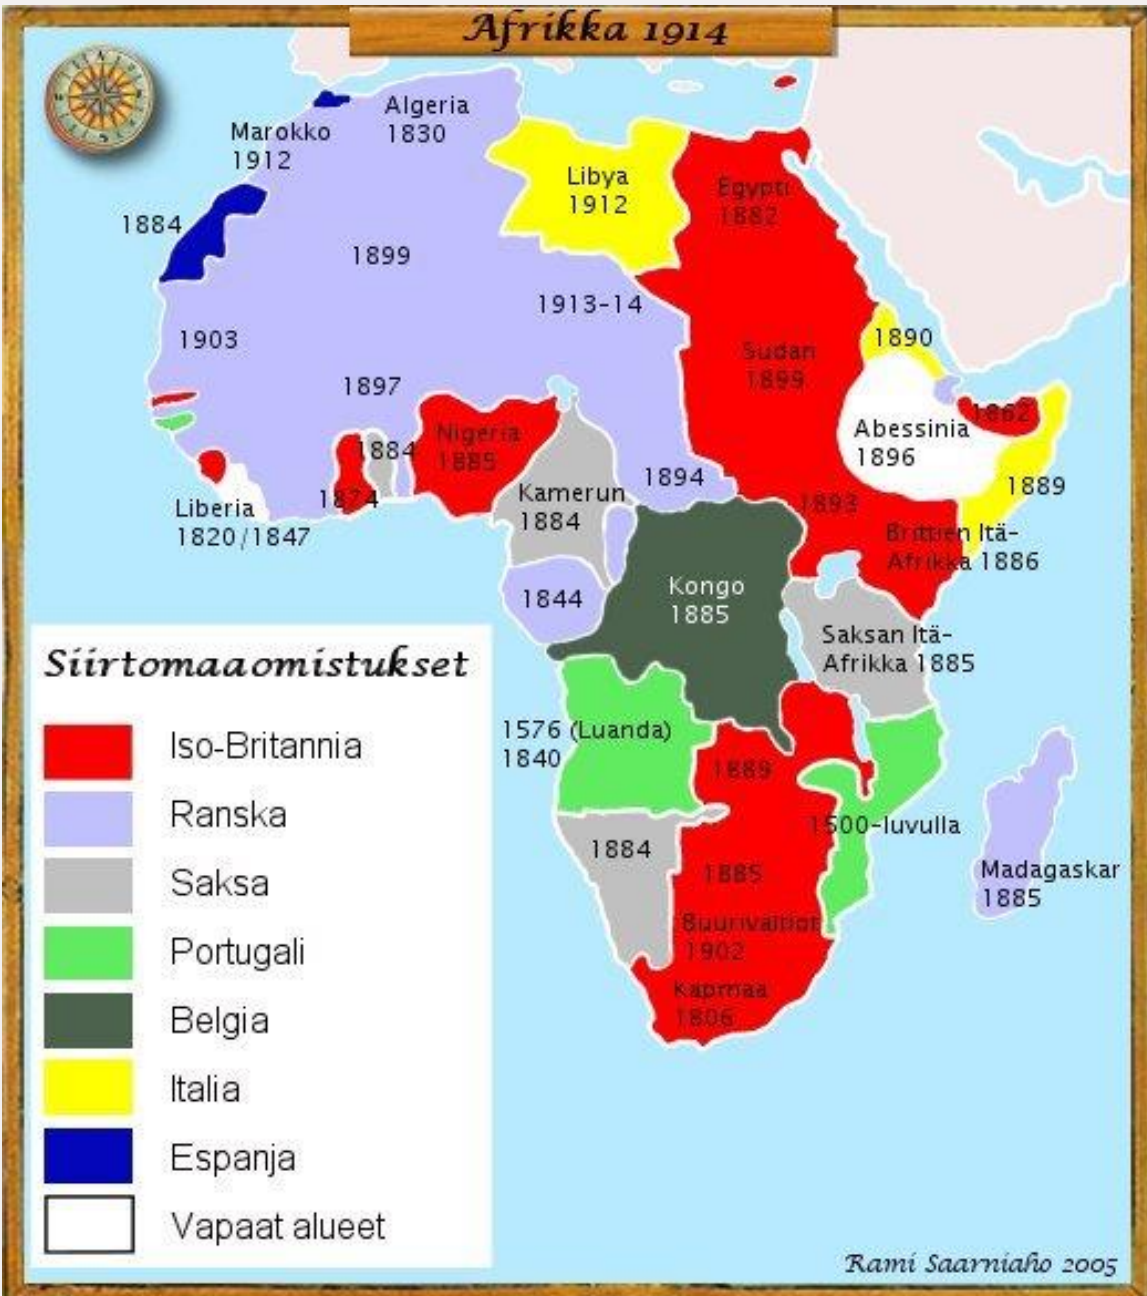 Afrikka 1914
Algeria
1830
Marokko
1912
Libya
1912
Egypti
1882
1884
1899
1913-14
1903
1890
Sudan
1899
1897
1862
Nigeria
1885
Abessinia
1896
1884
1894
1889
Kamerun
1884
1874
Liberia
1820/1847
1893
Brittien Itä-
Afrikka 1886
Kongo
1885
1844
Saksan Itä-
Afrikka 1885
Siirtomaaomistukset
Iso-Britannia
Ranska
Saksa
Portugali
Belgia
Italia
Espanja
Vapaat alueet
1576 (Luanda)
1840
1889
1500-luvulla
1884
1885
Madagaskar
1885
Buurivaltiot
1902
Kapmaa
1806
Rami Saarniaho 2005